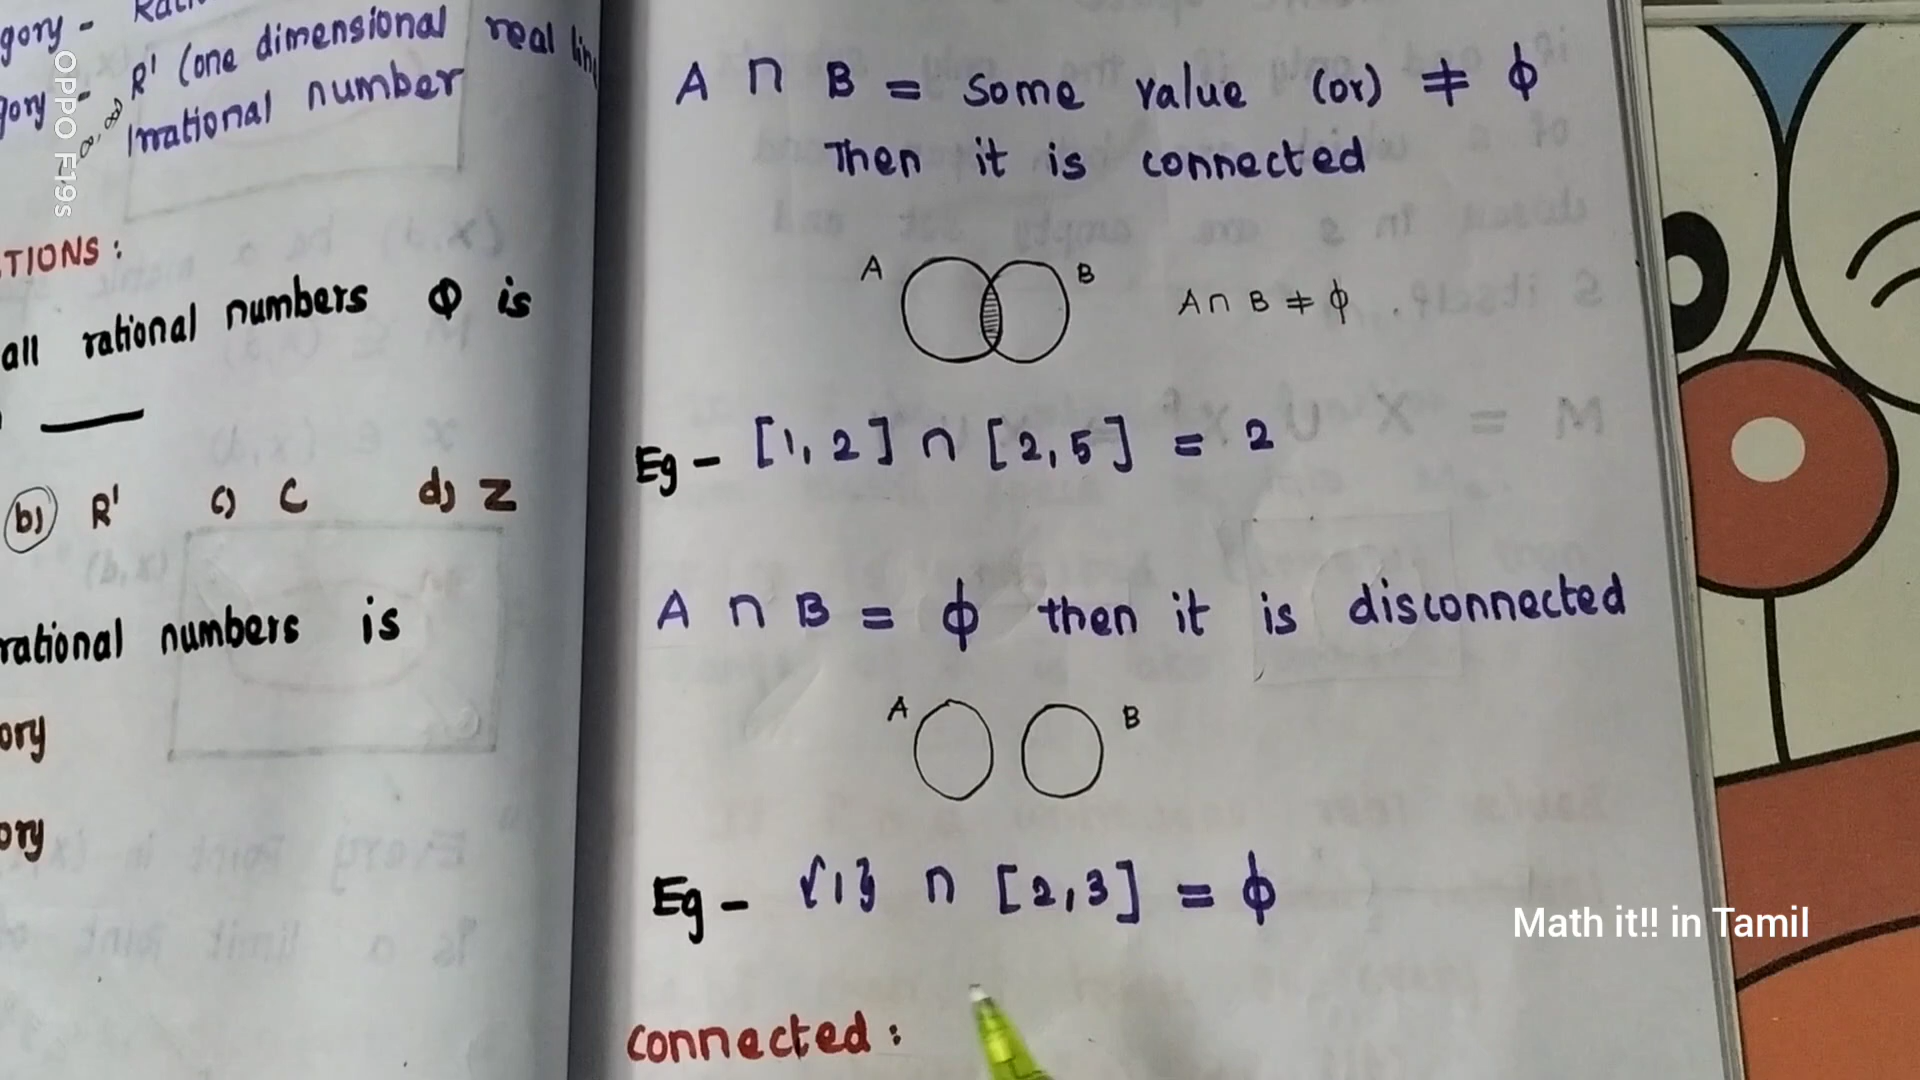 gory -
R' (one dimensional real line
gory -
∞, ∞
Irrational number
OPPO F19s
TIONS:
all rational numbers Φ is
b) R' c) C d) Z
rational numbers is
ory
ory
A ∩ B = Some value (or) ≠ ϕ
Then it is connected
A B A ∩ B ≠ ϕ
Eg - [1, 2] ∩ [2, 5] = 2
A ∩ B = ϕ then it is disconnected
A B
Eg - {1} ∩ [2, 3] = ϕ
Math it!! in Tamil
connected: